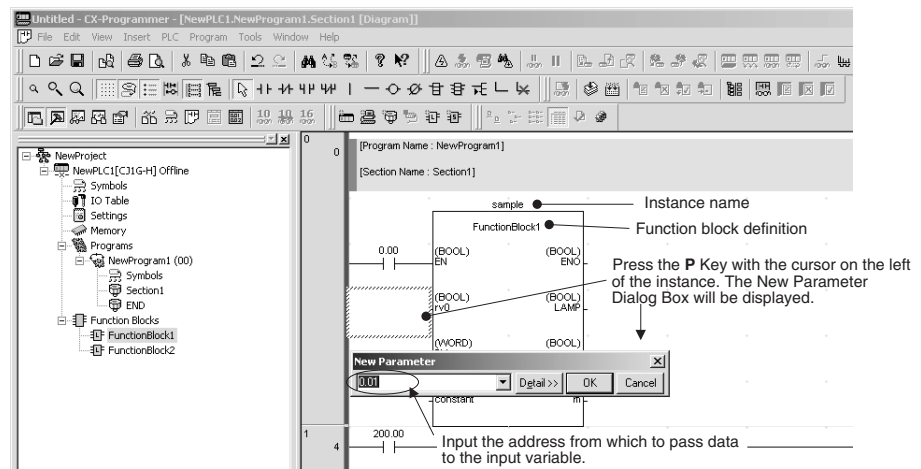 Untitled - CX-Programmer - [NewPLC1.NewProgram1.Section1 [Diagram]]
File Edit View Insert PLC Program Tools Window Help
10 10 16
NewProject
NewPLC1[CJ1G-H] Offline
Symbols
IO Table
Settings
Memory
Programs
NewProgram1 (00)
Symbols
Section1
END
Function Blocks
FunctionBlock1
FunctionBlock2
0
0
[Program Name : NewProgram1]
[Section Name : Section1]
sample
Instance name
FunctionBlock1
Function block definition
0.00
(BOOL)
EN
(BOOL)
ENO
Press the P Key with the cursor on the left
of the instance. The New Parameter
Dialog Box will be displayed.
(BOOL)
rv0
(BOOL)
LAMP
(WORD)
(BOOL)
New Parameter
0.01
Detail >>
OK
Cancel
constant
m
1
4
200.00
Input the address from which to pass data
to the input variable.